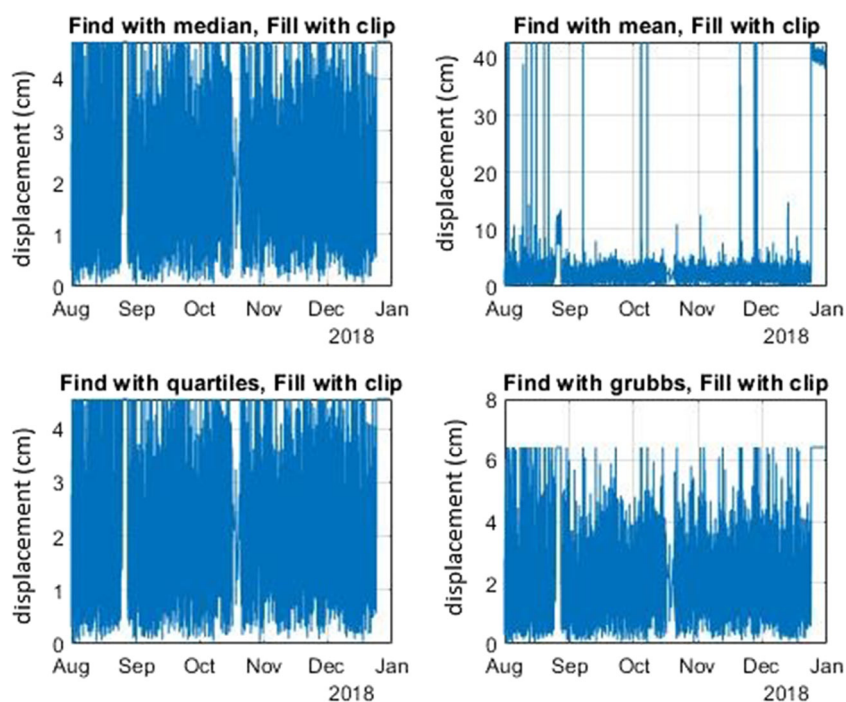 Find with median, Fill with clip
displacement (cm)
4
3
2
1
0
Aug Sep Oct Nov Dec Jan
2018
Find with mean, Fill with clip
displacement (cm)
40
30
20
10
0
Aug Sep Oct Nov Dec Jan
2018
Find with quartiles, Fill with clip
displacement (cm)
4
3
2
1
0
Aug Sep Oct Nov Dec Jan
2018
Find with grubbs, Fill with clip
displacement (cm)
8
6
4
2
0
Aug Sep Oct Nov Dec Jan
2018